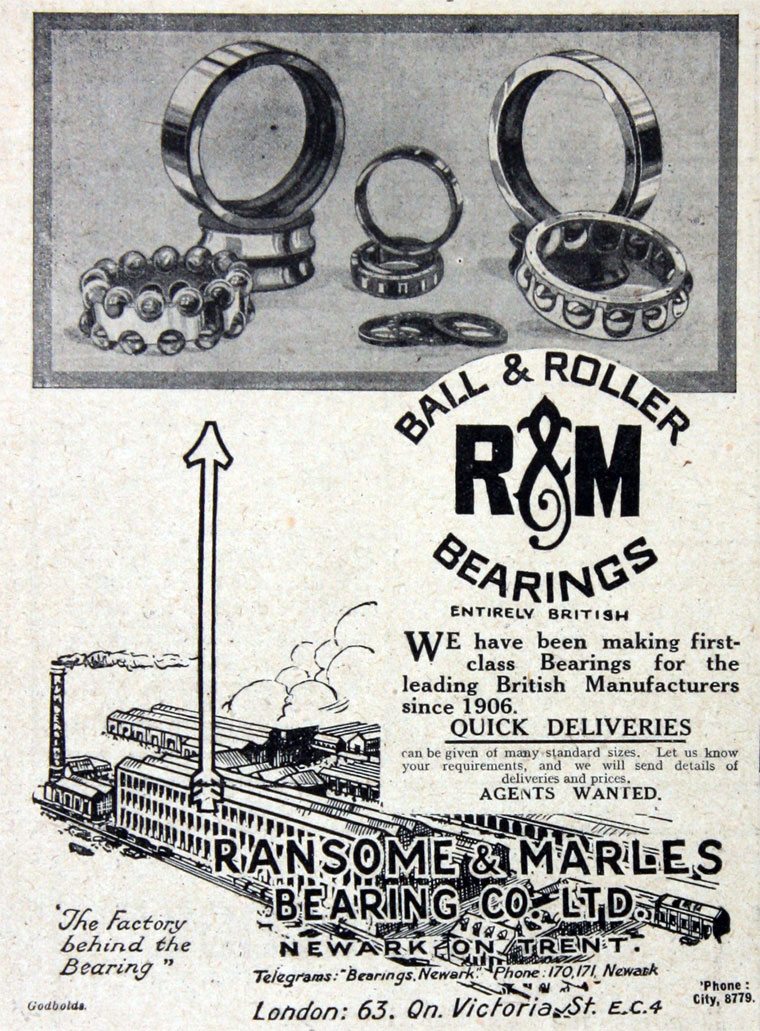 BALL & ROLLER
R&M
BEARINGS
ENTIRELY BRITISH
WE have been making first-
class Bearings for the
leading British Manufacturers
since 1906.
QUICK DELIVERIES
can be given of many standard sizes. Let us know
your requirements, and we will send details of
deliveries and prices.
AGENTS WANTED.
RANSOME & MARLES
BEARING CO. LTD.
NEWARK-ON-TRENT.
Telegrams: "Bearings, Newark." Phone: 170,171, Newark
London: 63. Qn. Victoria St. E.C.4
'Phone:
City, 8779.
"The Factory
behind the
Bearing"
Godbolds.